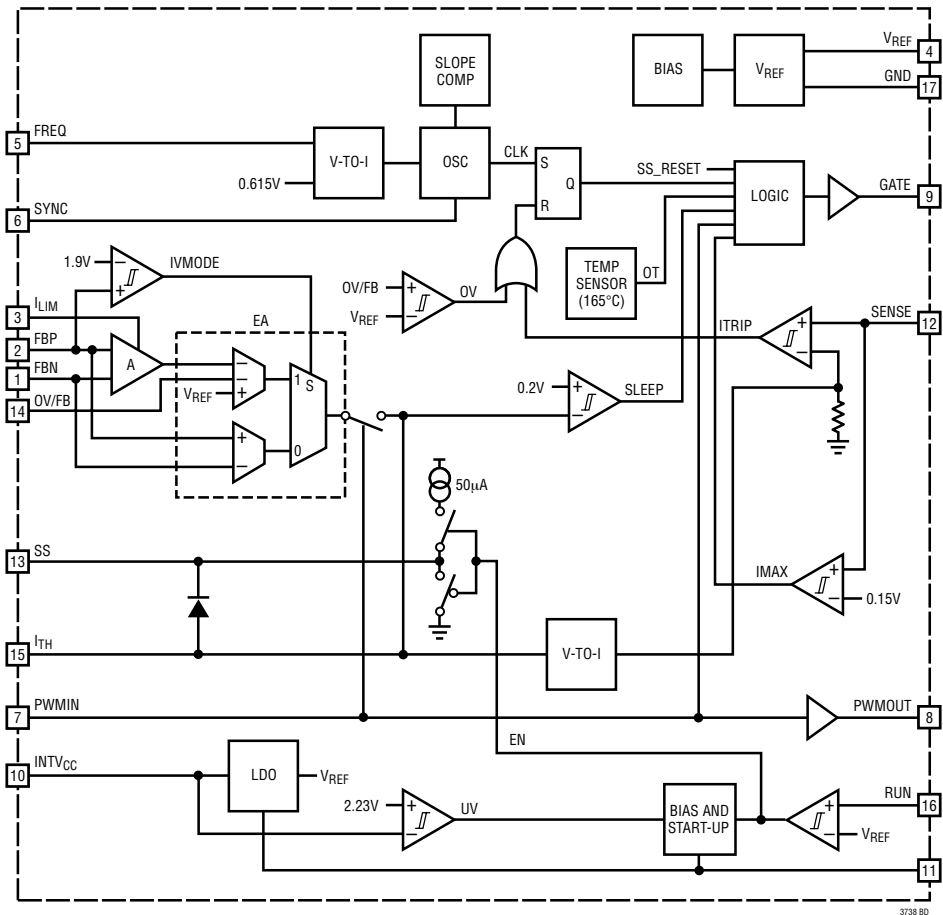 VREF
4
GND
17
SLOPE
COMP
BIAS
VREF
FREQ
5
V-TO-I
OSC
CLK
S
Q
R
0.615V
SYNC
6
SS_RESET
LOGIC
GATE
9
TEMP
SENSOR
(165°C)
OT
1.9V
–
+
IVMODE
OV/FB
VREF
+
–
OV
ILIM
3
FBP
2
FBN
1
OV/FB
14
A
EA
VREF
–
–
+
+
–
1
S
0
ITRIP
+
–
SENSE
12
0.2V
+
–
SLEEP
50µA
SS
13
IMAX
+
–
0.15V
ITH
15
V-TO-I
PWMIN
7
PWMOUT
8
EN
INTVCC
10
LDO
VREF
2.23V
+
–
UV
BIAS AND
START-UP
+
–
RUN
16
VREF
11
3738 BD